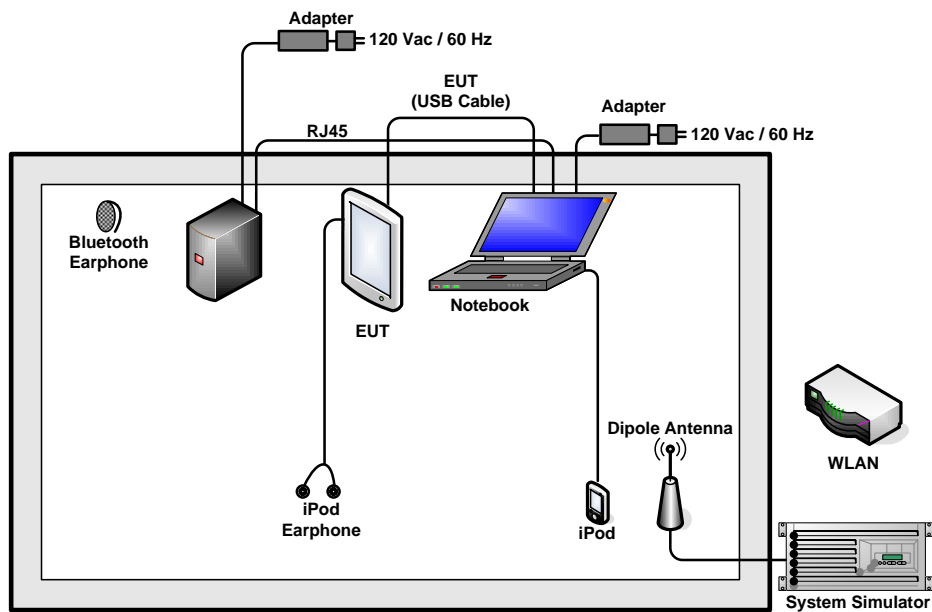 Adapter
120 Vac / 60 Hz
EUT
(USB Cable)
Adapter
RJ45
120 Vac / 60 Hz
Bluetooth
Earphone
Notebook
EUT
Dipole Antenna
WLAN
iPod
Earphone
iPod
System Simulator